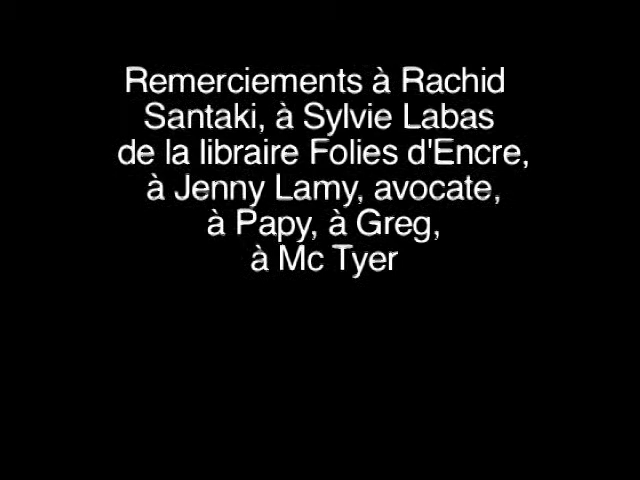 Remerciements à Rachid
Santaki, à Sylvie Labas
de la libraire Folies d'Encre,
à Jenny Lamy, avocate,
à Papy, à Greg,
à Mc Tyer